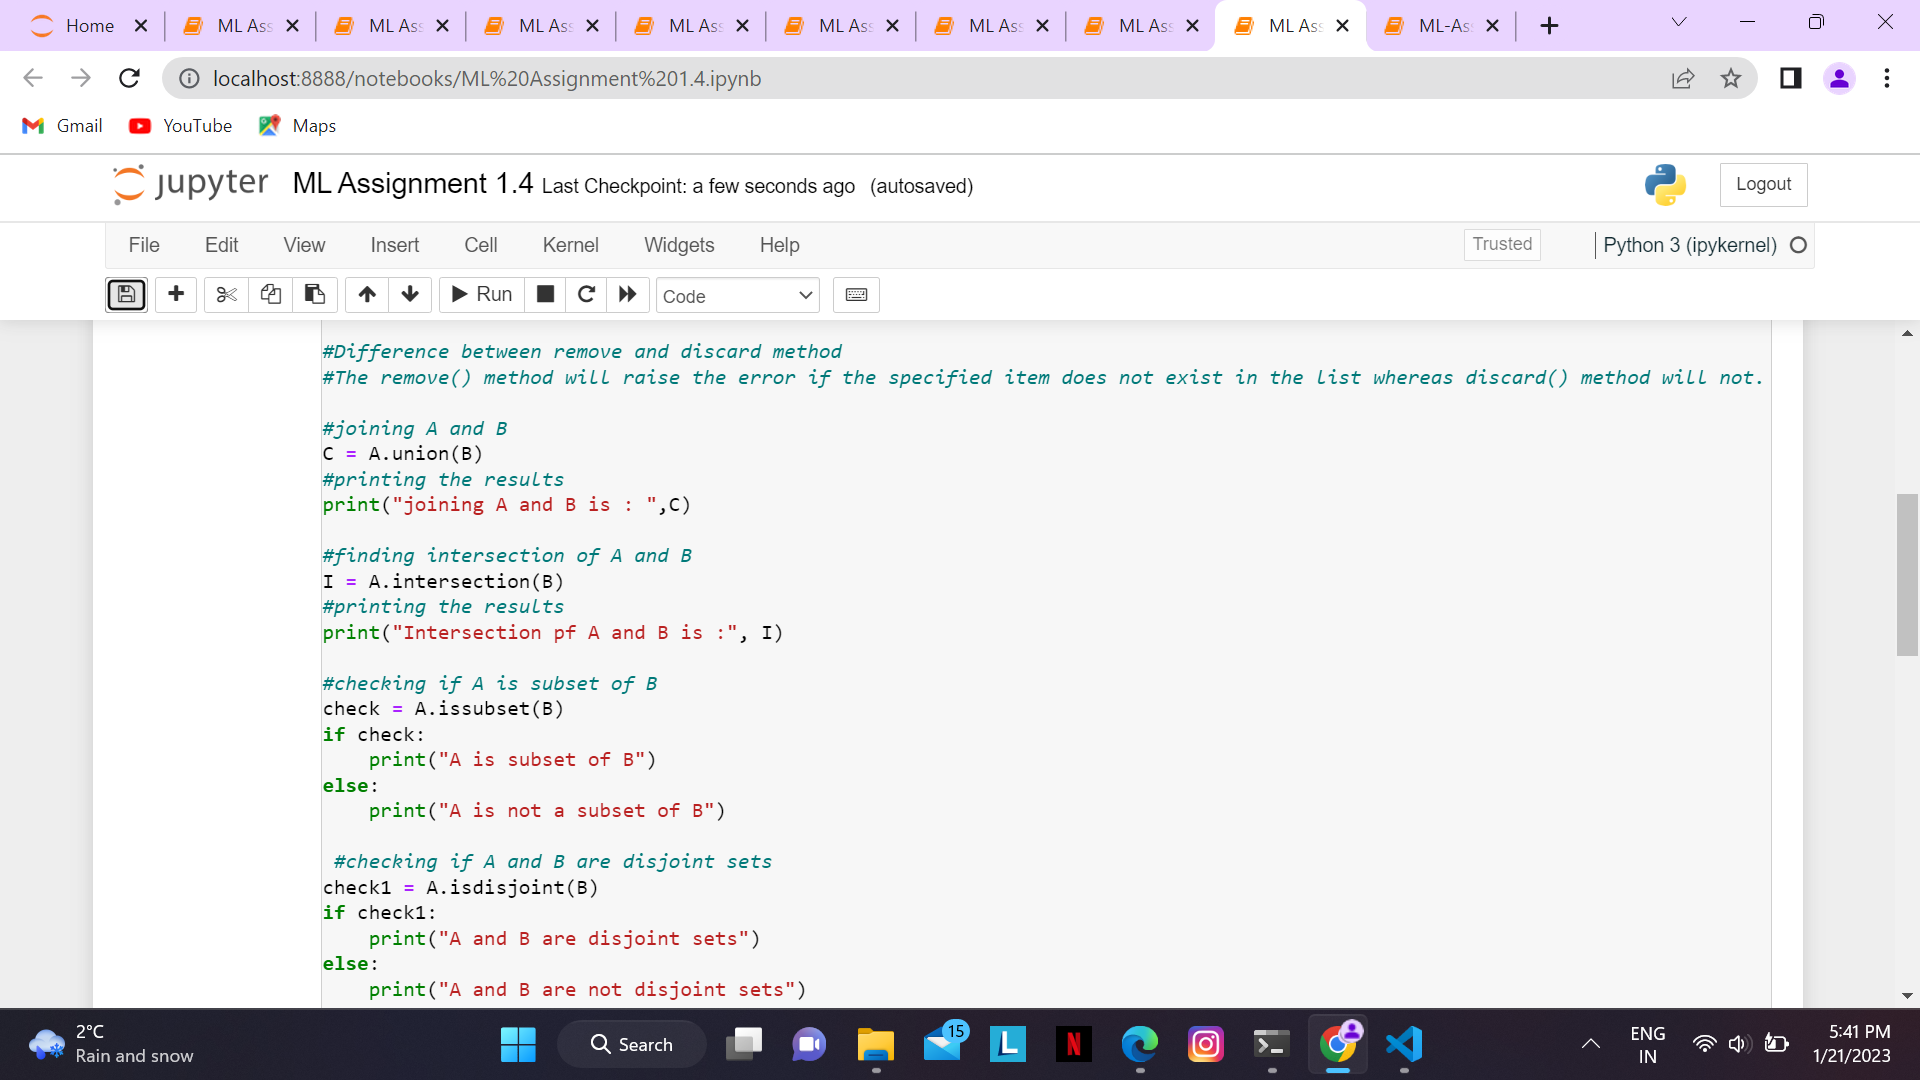 Home ML Ass ML Ass ML Ass ML Ass ML Ass ML Ass ML Ass ML Ass ML-As
localhost:8888/notebooks/ML%20Assignment%201.4.ipynb
Gmail YouTube Maps
jupyter ML Assignment 1.4 Last Checkpoint: a few seconds ago (autosaved) Logout
File Edit View Insert Cell Kernel Widgets Help Trusted Python 3 (ipykernel)
Run Code
#Difference between remove and discard method
#The remove() method will raise the error if the specified item does not exist in the list whereas discard() method will not.
#joining A and B
C = A.union(B)
#printing the results
print("joining A and B is : ",C)
#finding intersection of A and B
I = A.intersection(B)
#printing the results
print("Intersection pf A and B is :", I)
#checking if A is subset of B
check = A.issubset(B)
if check:
    print("A is subset of B")
else:
    print("A is not a subset of B")
 #checking if A and B are disjoint sets
check1 = A.isdisjoint(B)
if check1:
    print("A and B are disjoint sets")
else:
    print("A and B are not disjoint sets")
2°C
Rain and snow
Search
15
L
N
ENG
IN
5:41 PM
1/21/2023